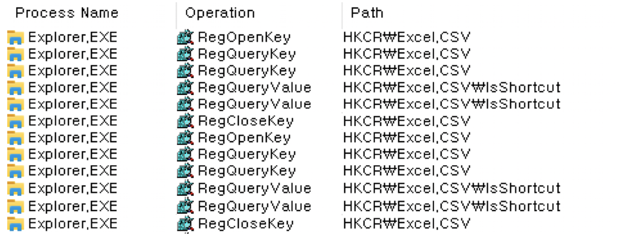 Process Name Operation Path
Explorer.EXE RegOpenKey HKCR₩Excel.CSV
Explorer.EXE RegQueryKey HKCR₩Excel.CSV
Explorer.EXE RegQueryKey HKCR₩Excel.CSV
Explorer.EXE RegQueryValue HKCR₩Excel.CSV₩IsShortcut
Explorer.EXE RegQueryValue HKCR₩Excel.CSV₩IsShortcut
Explorer.EXE RegCloseKey HKCR₩Excel.CSV
Explorer.EXE RegOpenKey HKCR₩Excel.CSV
Explorer.EXE RegQueryKey HKCR₩Excel.CSV
Explorer.EXE RegQueryKey HKCR₩Excel.CSV
Explorer.EXE RegQueryValue HKCR₩Excel.CSV₩IsShortcut
Explorer.EXE RegQueryValue HKCR₩Excel.CSV₩IsShortcut
Explorer.EXE RegCloseKey HKCR₩Excel.CSV